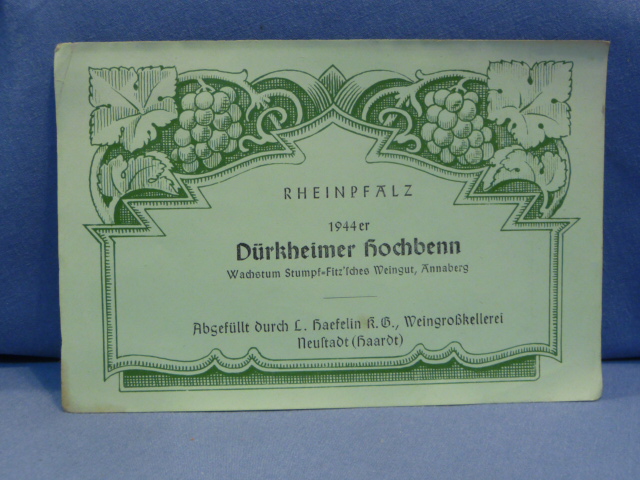 RHEINPFALZ
1944er
Dürkheimer Hochbenn
Wachstum Stumpf=Fitz'sches Weingut, Annaberg
Abgefüllt durch L. Haefelin K.G., Weingroßkellerei
Neustadt (Haardt)